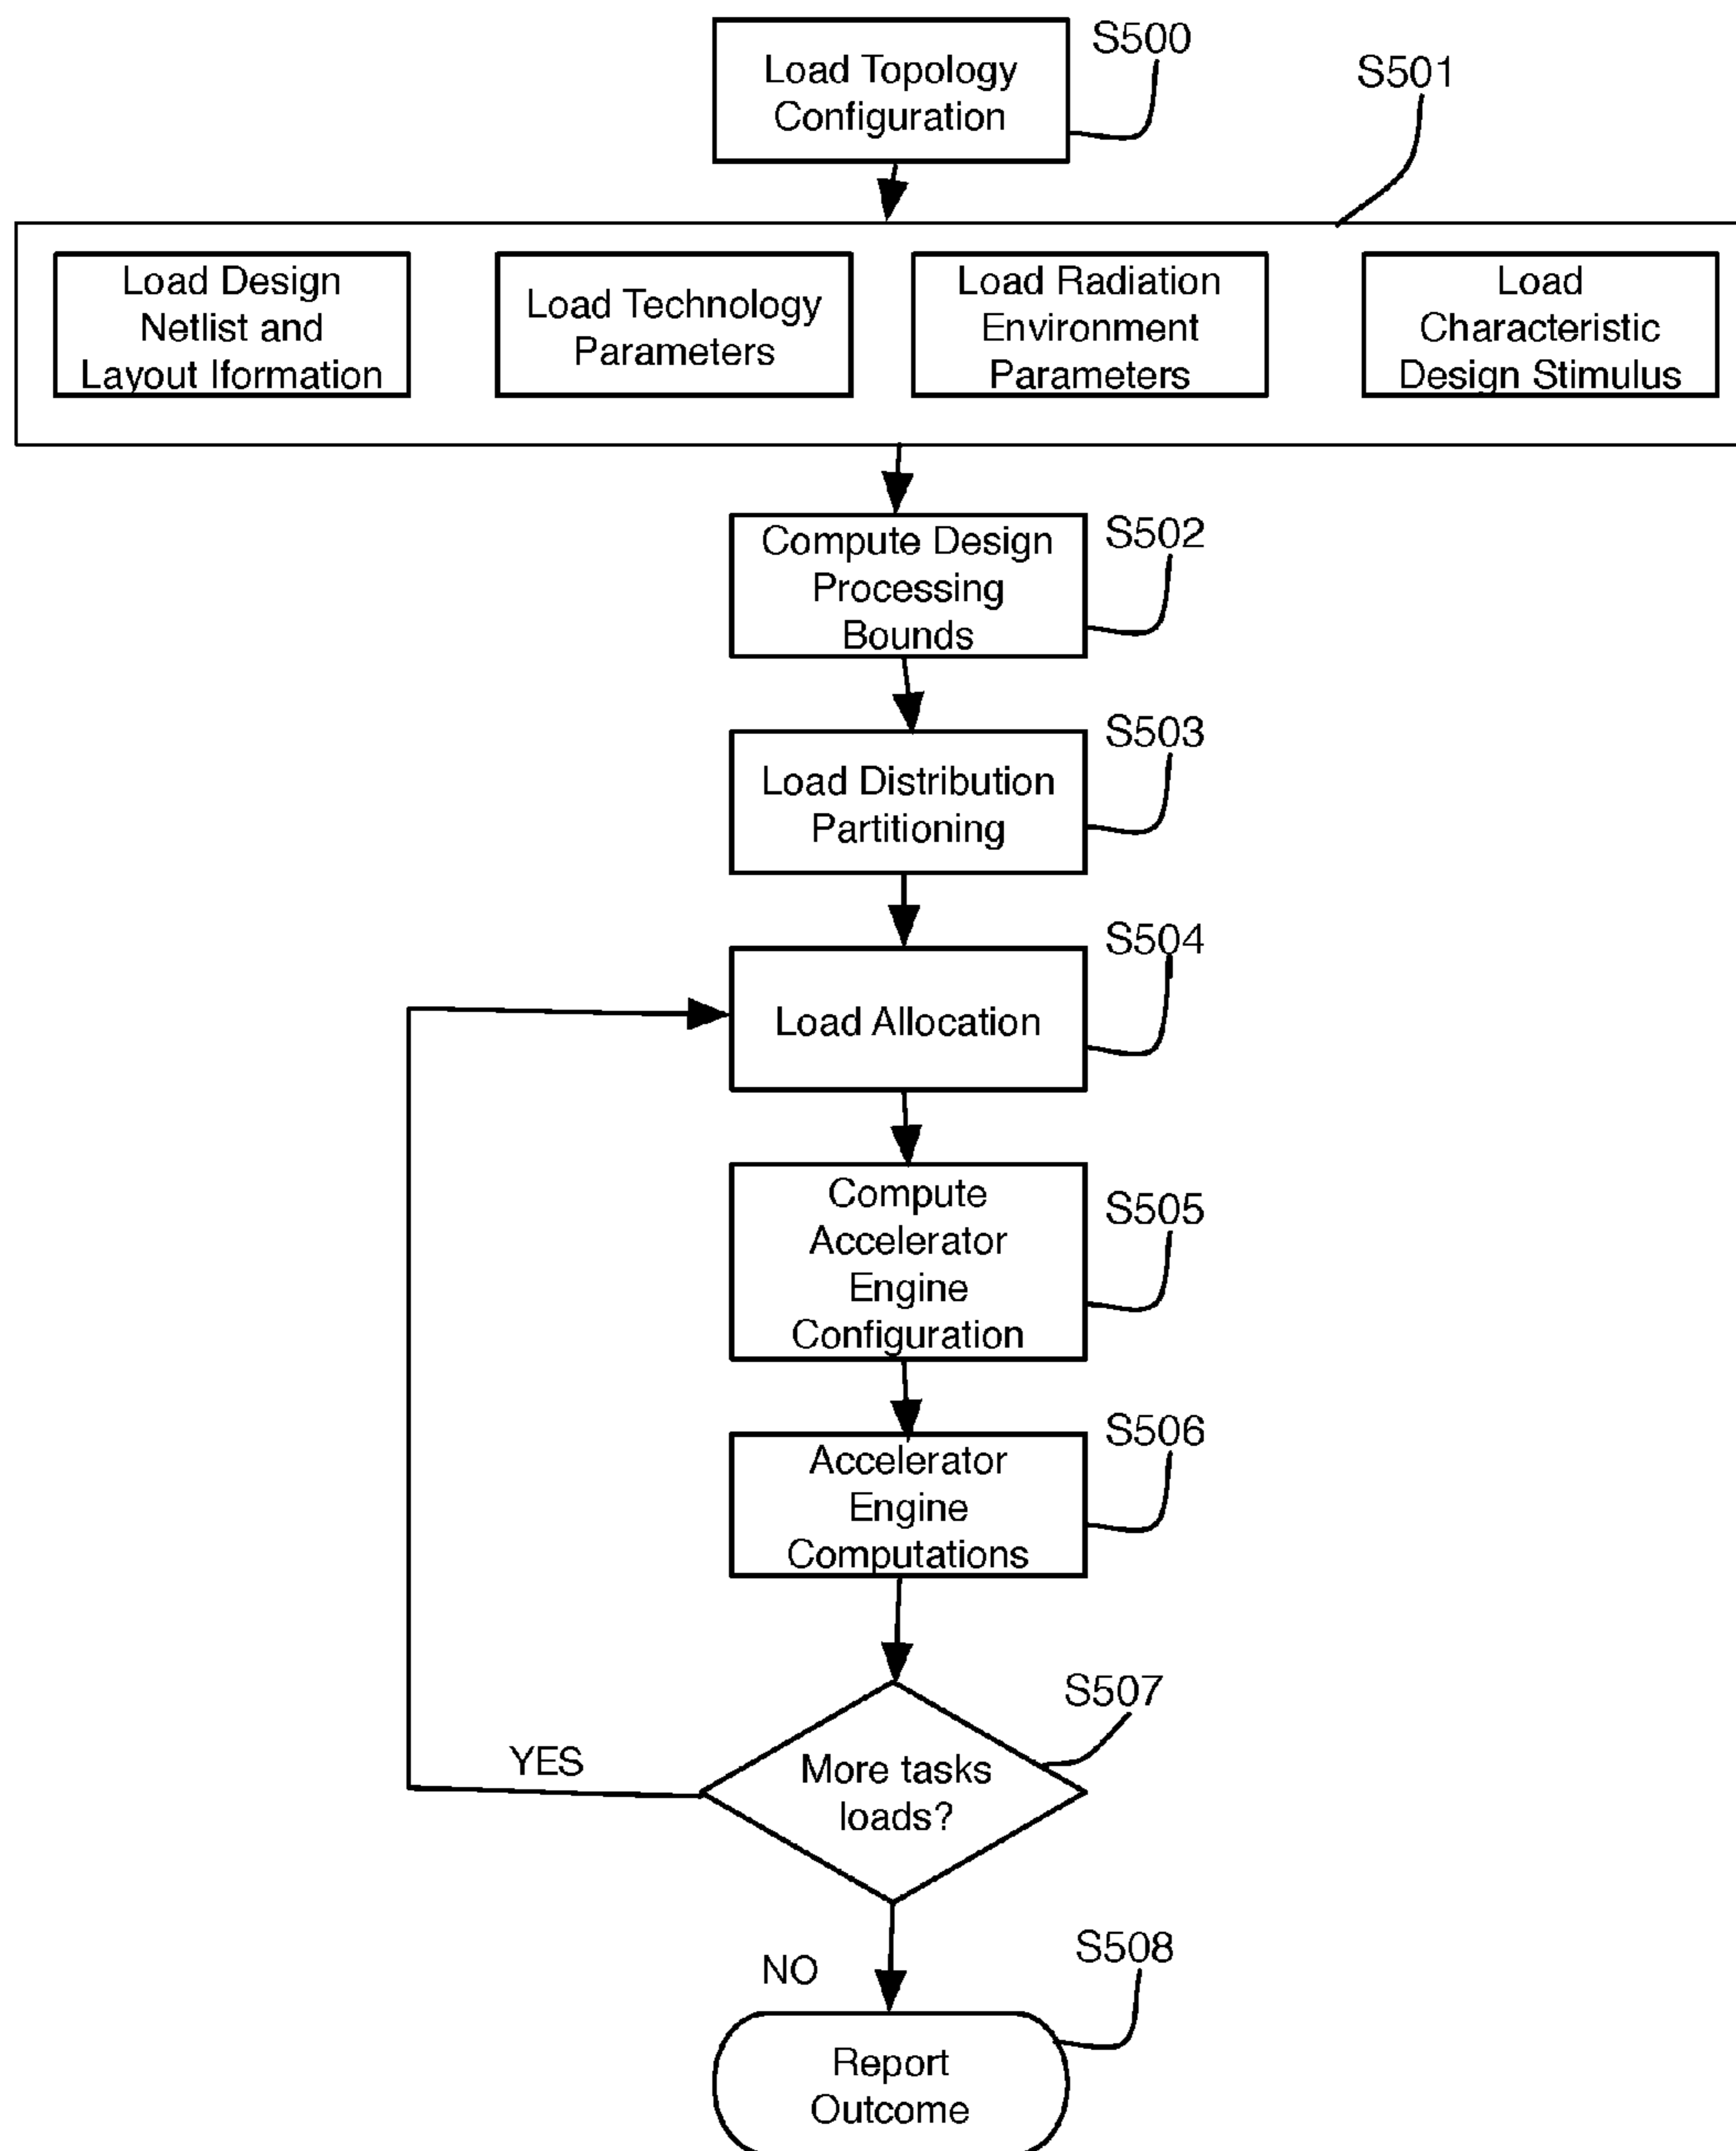 Load Topology
Configuration
S500
S501
Load Design
Netlist and
Layout Iformation
Load Technology
Parameters
Load Radiation
Environment
Parameters
Load
Characteristic
Design Stimulus
Compute Design
Processing
Bounds
S502
Load Distribution
Partitioning
S503
Load Allocation
S504
Compute
Accelerator
Engine
Configuration
S505
Accelerator
Engine
Computations
S506
More tasks
loads?
S507
YES
NO
Report
Outcome
S508